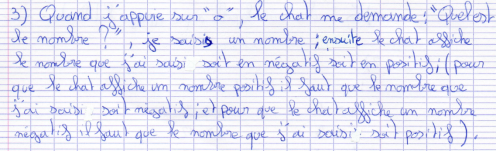 3) Quand j'appuie sur "o", le chat me demande : "Quel est
le nombre ?", je saisis un nombre ; ensuite le chat affiche
le nombre que j'ai saisi soit en négatif soit en positif ; (pour
que le chat affiche un nombre positif il faut que le nombre que
j'ai saisi soit négatif ; et pour que le chat affiche un nombre
négatif il faut que le nombre que j'ai saisi soit positif).